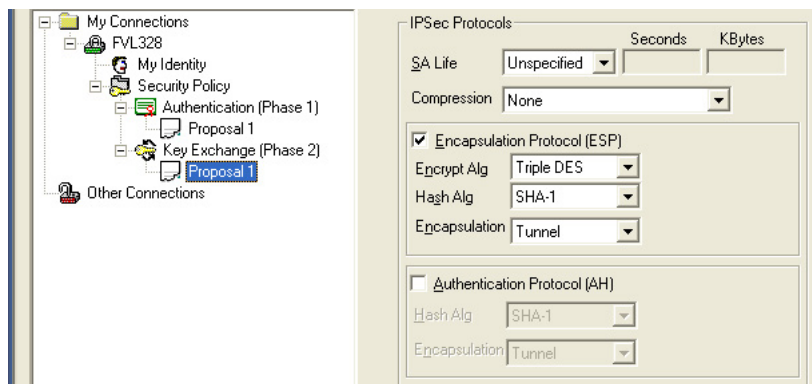 My Connections
FVL328
My Identity
Security Policy
Authentication (Phase 1)
Proposal 1
Key Exchange (Phase 2)
Proposal 1
Other Connections
IPSec Protocols
Seconds KBytes
SA Life Unspecified
Compression None
Encapsulation Protocol (ESP)
Encrypt Alg Triple DES
Hash Alg SHA-1
Encapsulation Tunnel
Authentication Protocol (AH)
Hash Alg SHA-1
Encapsulation Tunnel